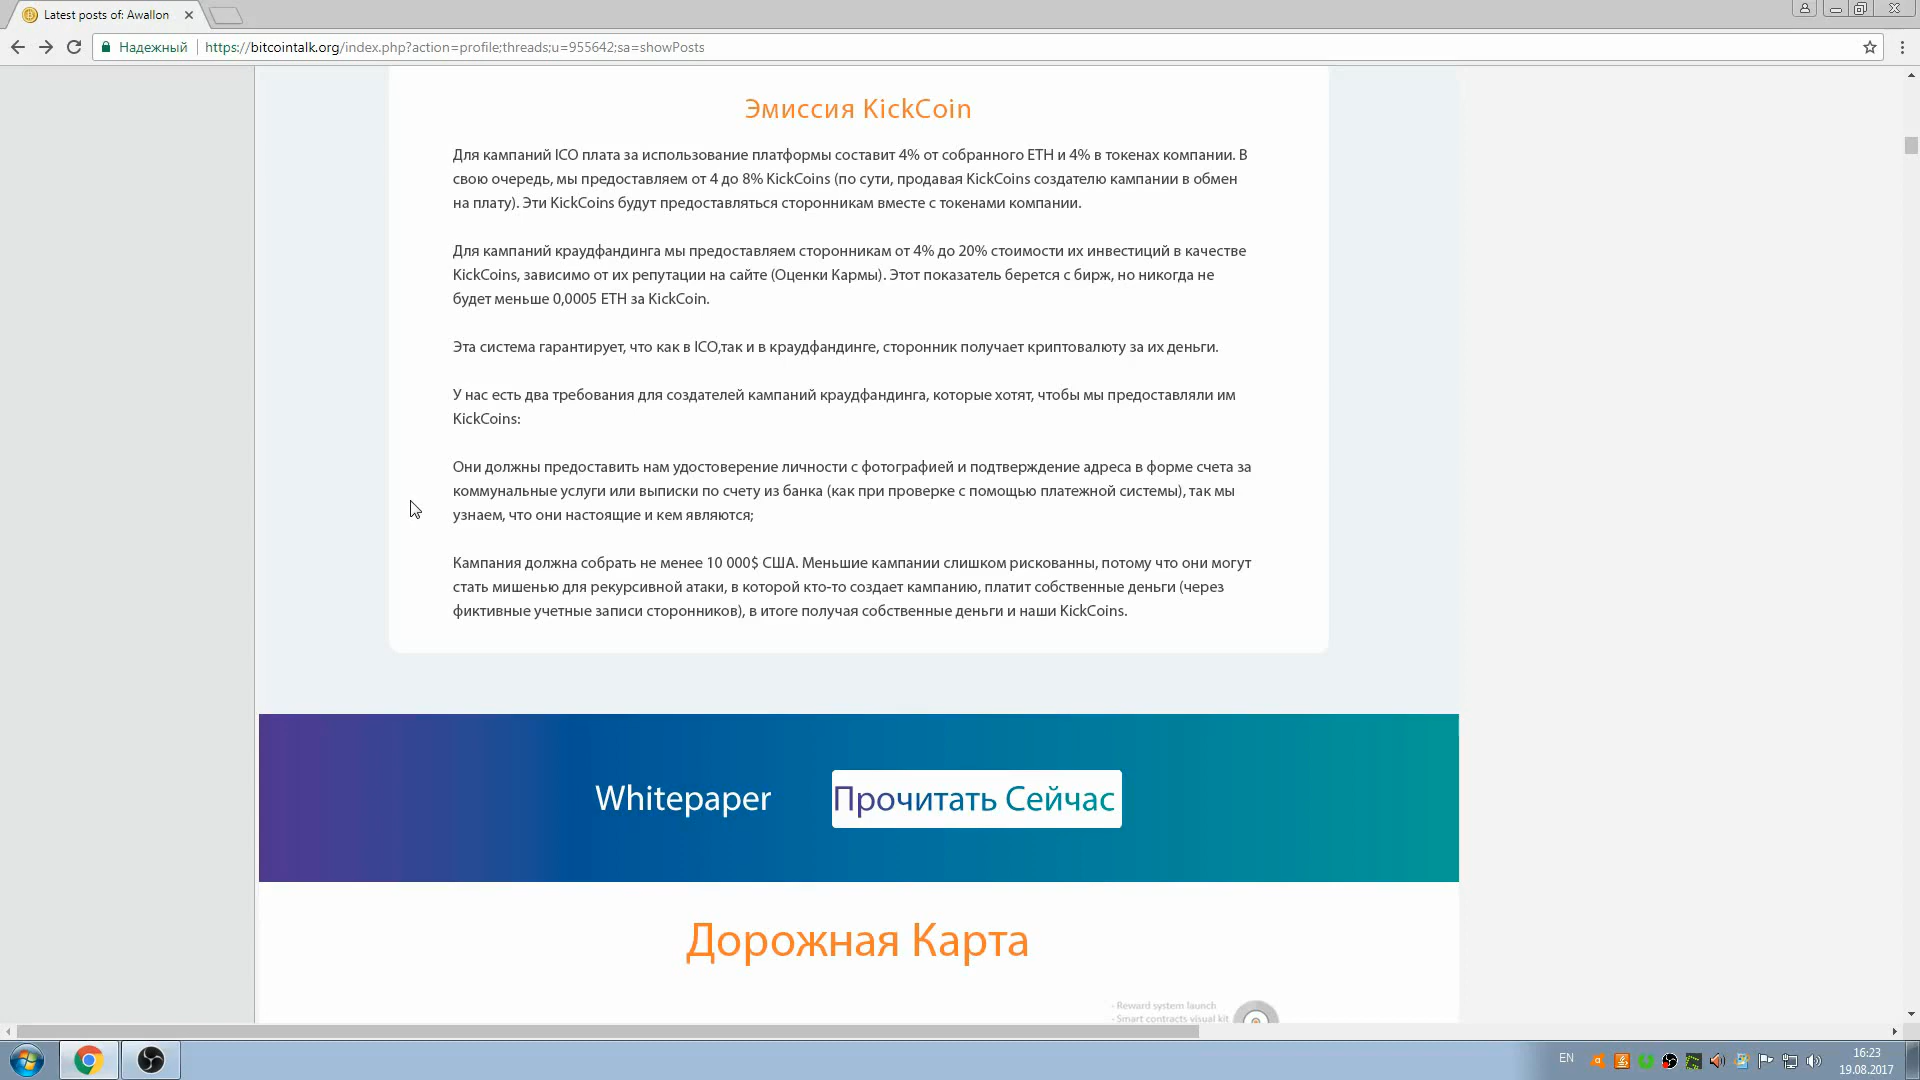 Latest posts of: Awallon
Надежный
https://bitcointalk.org/index.php?action=profile;threads;u=955642;sa=showPosts
Эмиссия KickCoin
Для кампаний ICO плата за использование платформы составит 4% от собранного ETH и 4% в токенах компании. В
свою очередь, мы предоставляем от 4 до 8% KickCoins (по сути, продавая KickCoins создателю кампании в обмен
на плату). Эти KickCoins будут предоставляться сторонникам вместе с токенами компании.
Для кампаний краудфандинга мы предоставляем сторонникам от 4% до 20% стоимости их инвестиций в качестве
KickCoins, зависимо от их репутации на сайте (Оценки Кармы). Этот показатель берется с бирж, но никогда не
будет меньше 0,0005 ETH за KickCoin.
Эта система гарантирует, что как в ICO,так и в краудфандинге, сторонник получает криптовалюту за их деньги.
У нас есть два требования для создателей кампаний краудфандинга, которые хотят, чтобы мы предоставляли им
KickCoins:
Они должны предоставить нам удостоверение личности с фотографией и подтверждение адреса в форме счета за
коммунальные услуги или выписки по счету из банка (как при проверке с помощью платежной системы), так мы
узнаем, что они настоящие и кем являются;
Кампания должна собрать не менее 10 000$ США. Меньшие кампании слишком рискованны, потому что они могут
стать мишенью для рекурсивной атаки, в которой кто-то создает кампанию, платит собственные деньги (через
фиктивные учетные записи сторонников), в итоге получая собственные деньги и наши KickCoins.
Whitepaper
Прочитать Сейчас
Дорожная Карта
- Reward system launch
- Smart contracts visual kit
EN
16:23
19.08.2017